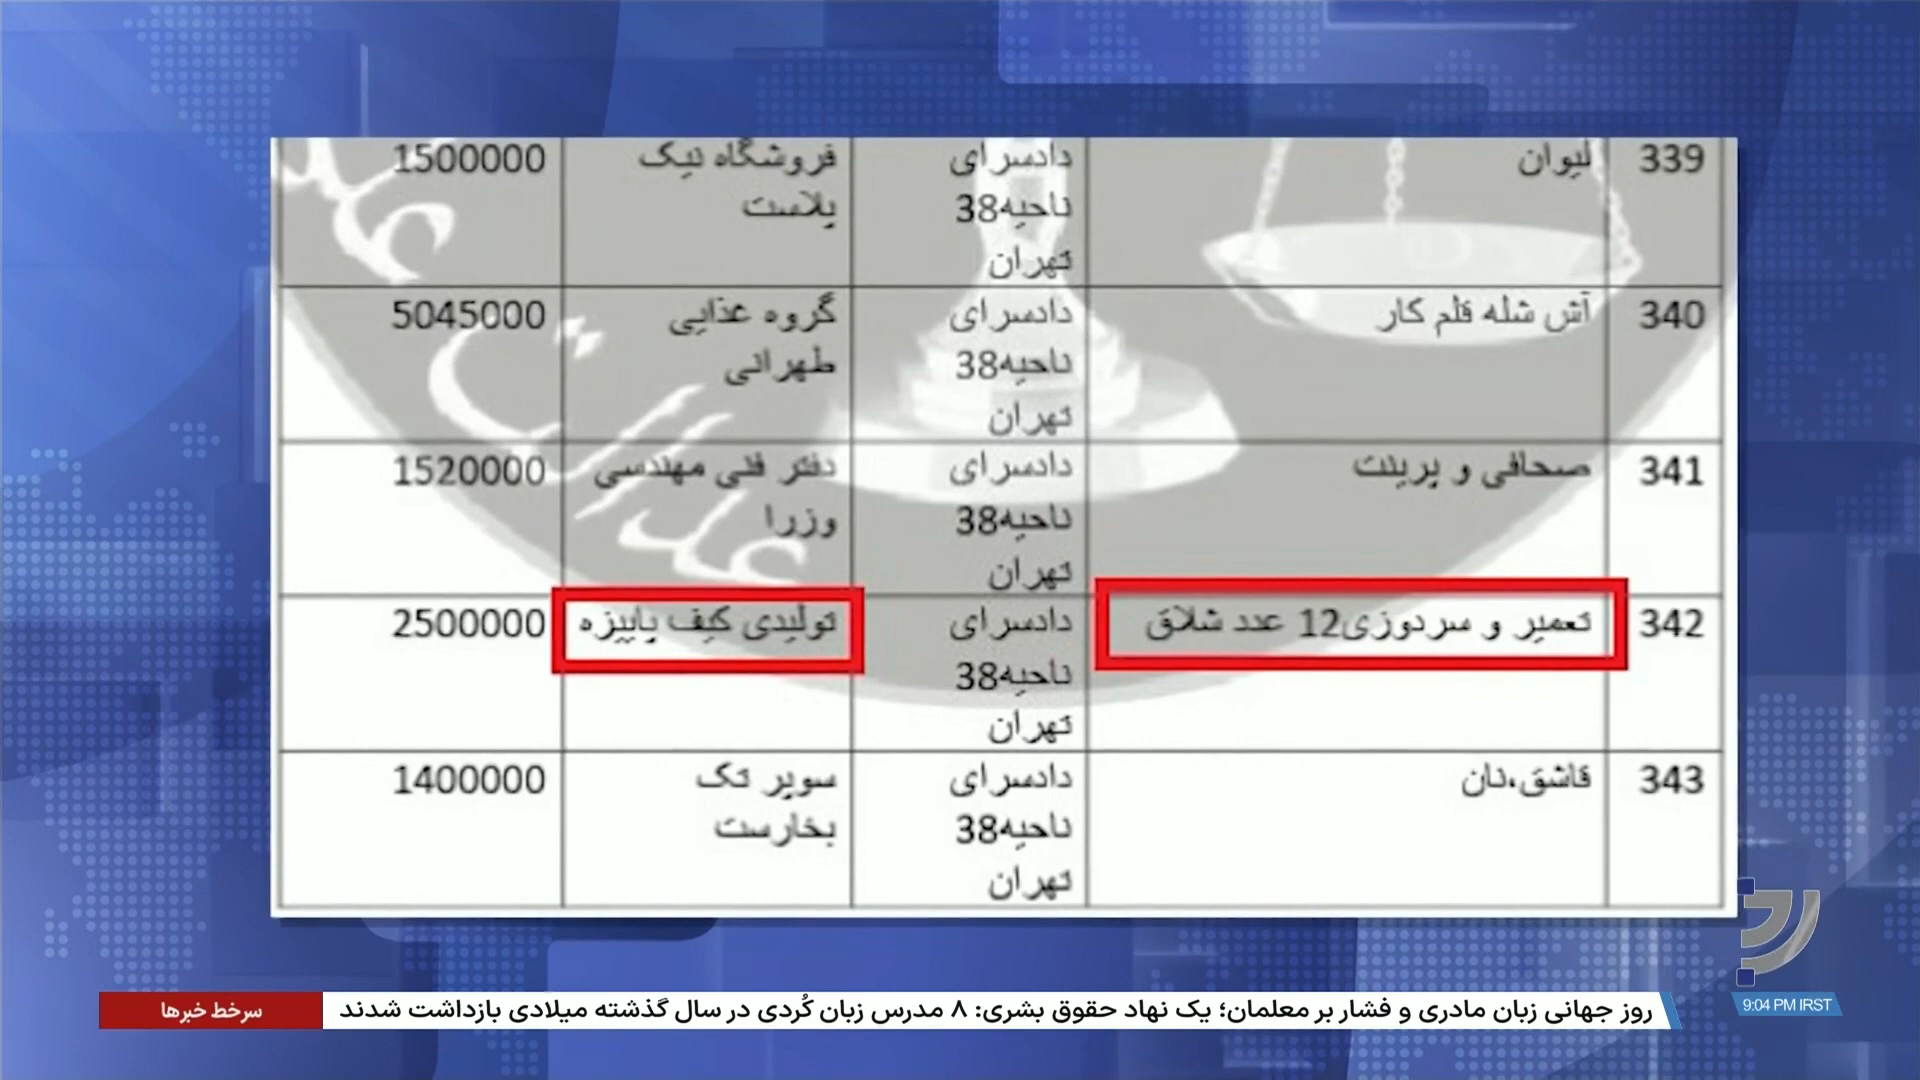 339 لیوان دادسرای فروشگاه نیک 1500000
ناحیه38 پلاست
تهران
340 آش شله قلم کار دادسرای گروه غذایی 5045000
ناحیه38 طهرانی
تهران
341 صحافی و پرینت دادسرای دفتر فنی مهندسی 1520000
ناحیه38 وزرا
تهران
342 تعمیر و سردوزی12 عدد شلاق دادسرای تولیدی کیف پاییزه 2500000
ناحیه38
تهران
343 قاشق،نان دادسرای سوپر تک 1400000
ناحیه38 بخارست
تهران
عدالت
سرخط خبرها
روز جهانی زبان مادری و فشار بر معلمان؛ یک نهاد حقوق بشری: ۸ مدرس زبان کُردی در سال گذشته میلادی بازداشت شدند
9:04 PM IRST